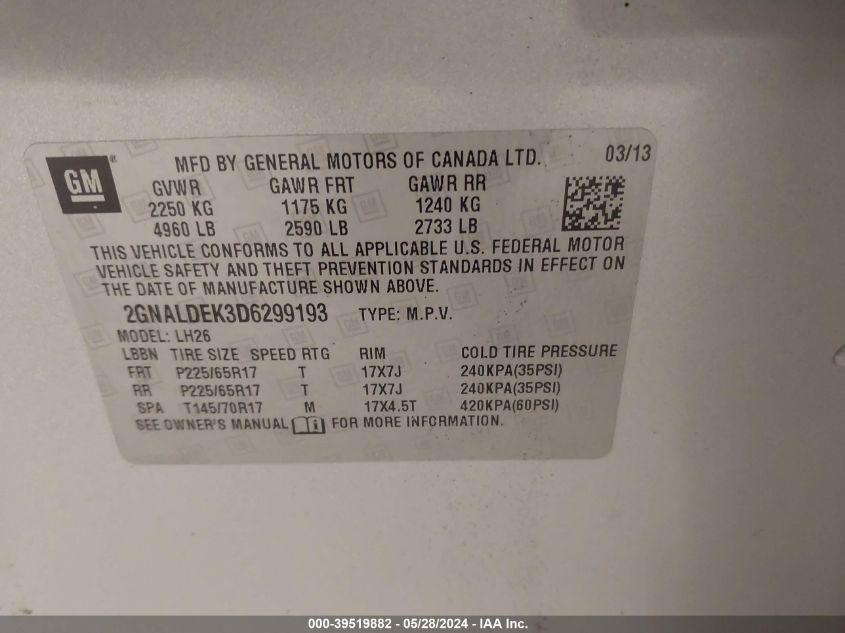 GM ®
MFD BY GENERAL MOTORS OF CANADA LTD. 03/13
GVWR GAWR FRT GAWR RR
2250 KG 1175 KG 1240 KG
4960 LB 2590 LB 2733 LB
THIS VEHICLE CONFORMS TO ALL APPLICABLE U.S. FEDERAL MOTOR
VEHICLE SAFETY AND THEFT PREVENTION STANDARDS IN EFFECT ON
THE DATE OF MANUFACTURE SHOWN ABOVE.
2GNALDEK3D6299193 TYPE: M.P.V.
MODEL: LH26
LBBN TIRE SIZE SPEED RTG RIM COLD TIRE PRESSURE
FRT P225/65R17 T 17X7J 240KPA(35PSI)
RR P225/65R17 T 17X7J 240KPA(35PSI)
SPA T145/70R17 M 17X4.5T 420KPA(60PSI)
SEE OWNER'S MANUAL i FOR MORE INFORMATION.
000-39519882 - 05/28/2024 - IAA, Inc.